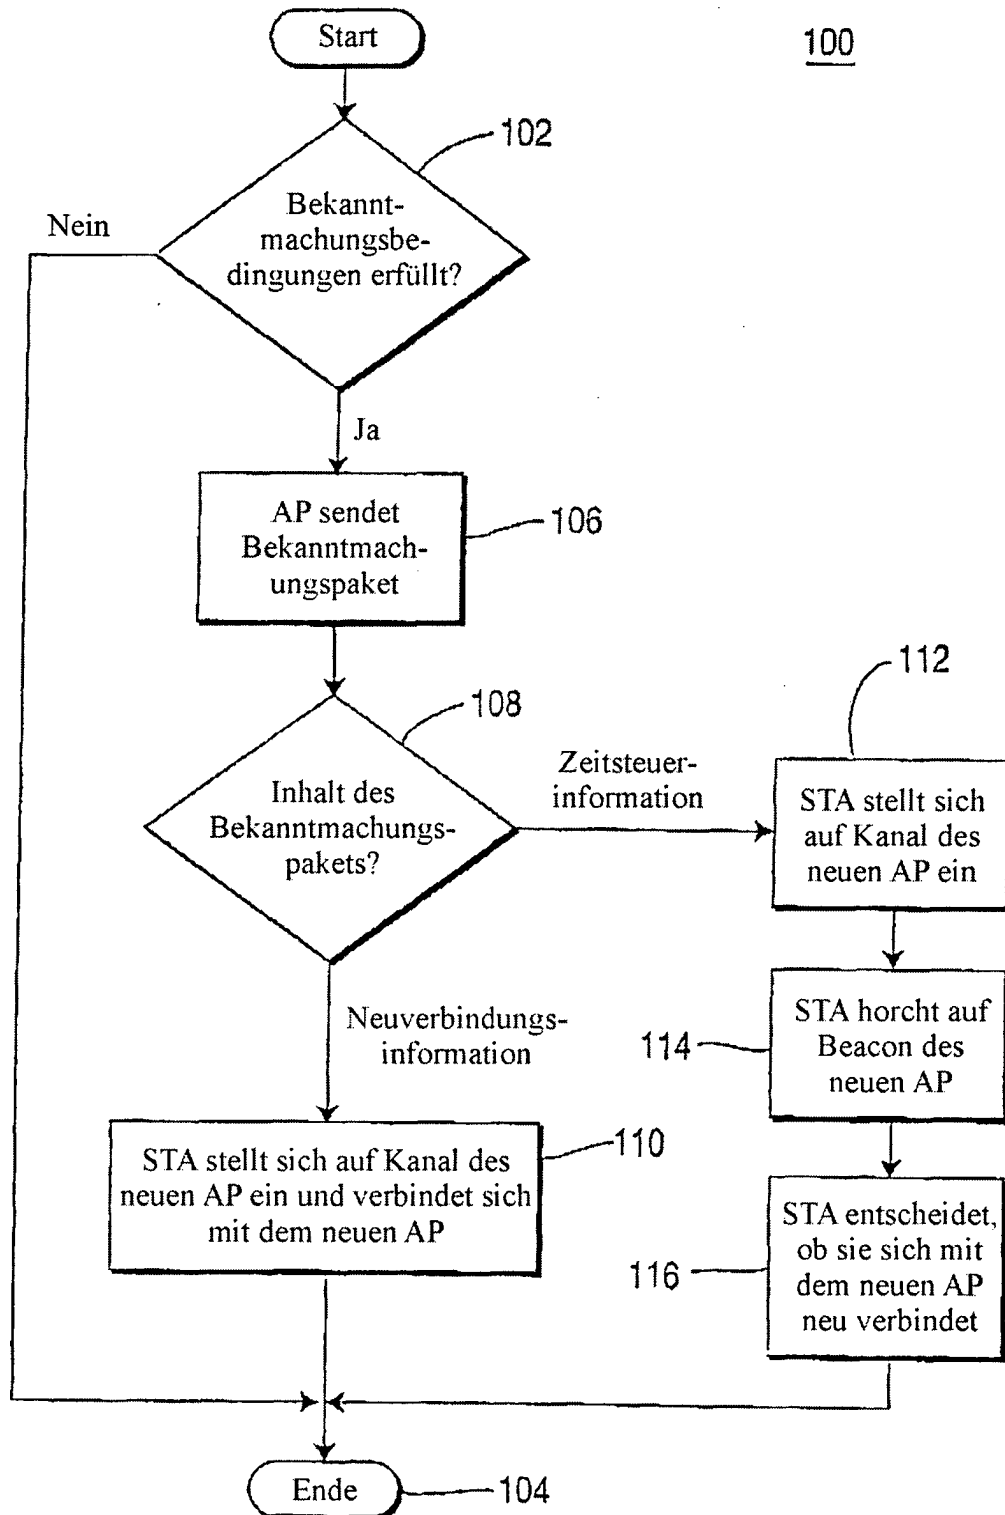 Start
100
102
Bekannt-
machungsbe-
dingungen erfüllt?
Nein
Ja
AP sendet
Bekanntmach-
ungspaket
106
108
Inhalt des
Bekanntmachungs-
pakets?
Zeitsteuer-
information
112
STA stellt sich
auf Kanal des
neuen AP ein
114
STA horcht auf
Beacon des
neuen AP
Neuverbindungs-
information
110
STA stellt sich auf Kanal des
neuen AP ein und verbindet sich
mit dem neuen AP
116
STA entscheidet,
ob sie sich mit
dem neuen AP
neu verbindet
Ende
104